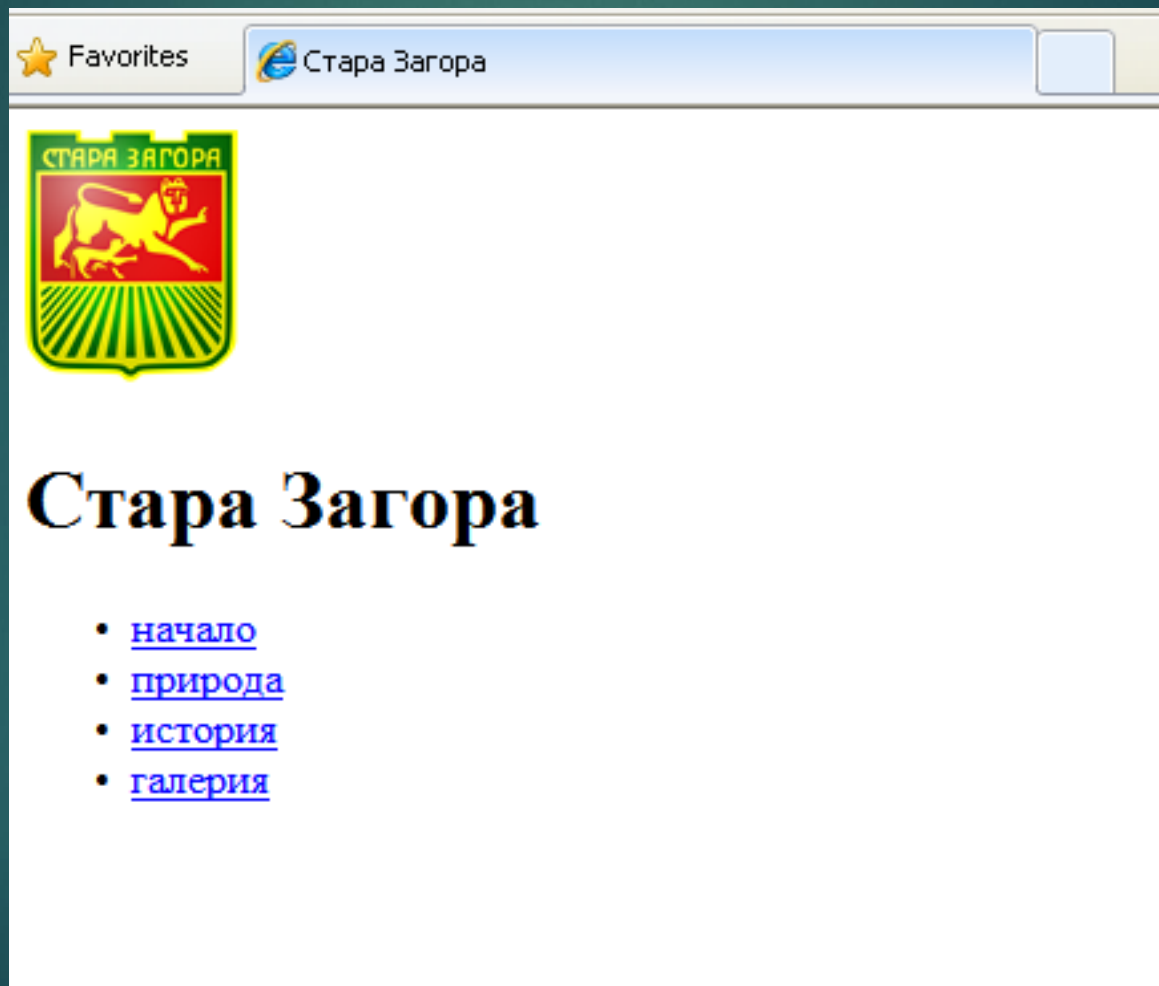 Favorites
Стара Загора
СТАРА ЗАГОРА
Стара Загора
• начало
• природа
• история
• галерия